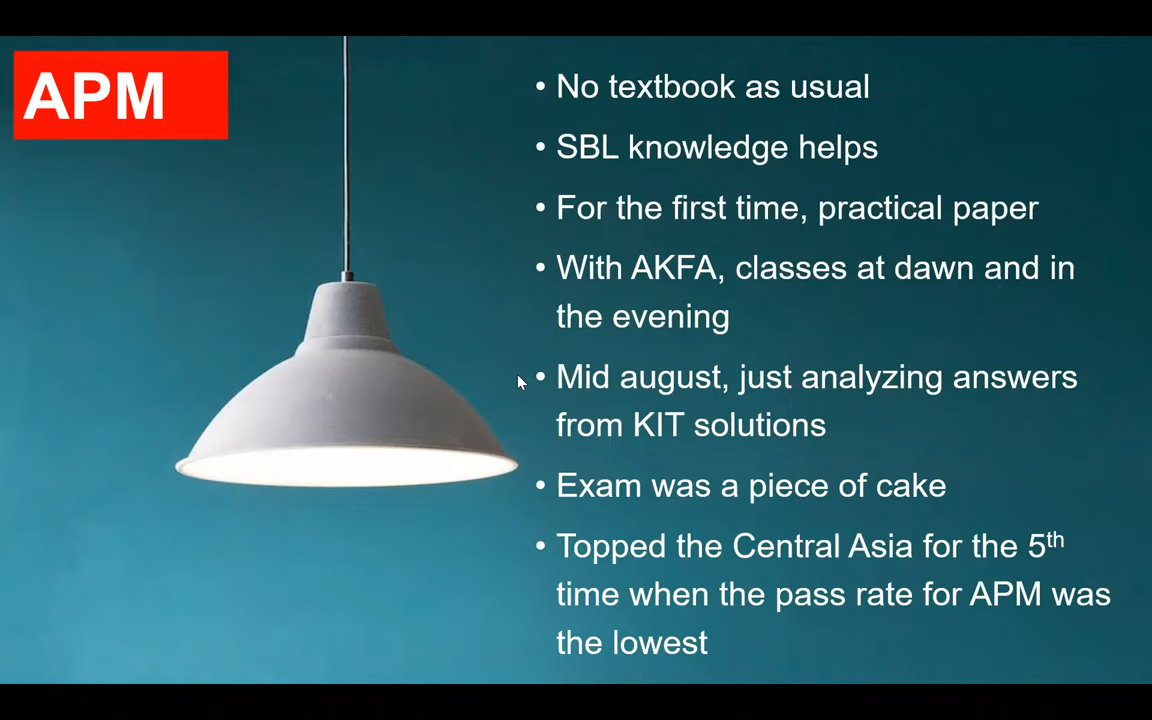 APM
• No textbook as usual
• SBL knowledge helps
• For the first time, practical paper
• With AKFA, classes at dawn and in
the evening
• Mid august, just analyzing answers
from KIT solutions
• Exam was a piece of cake
• Topped the Central Asia for the 5th
time when the pass rate for APM was
the lowest